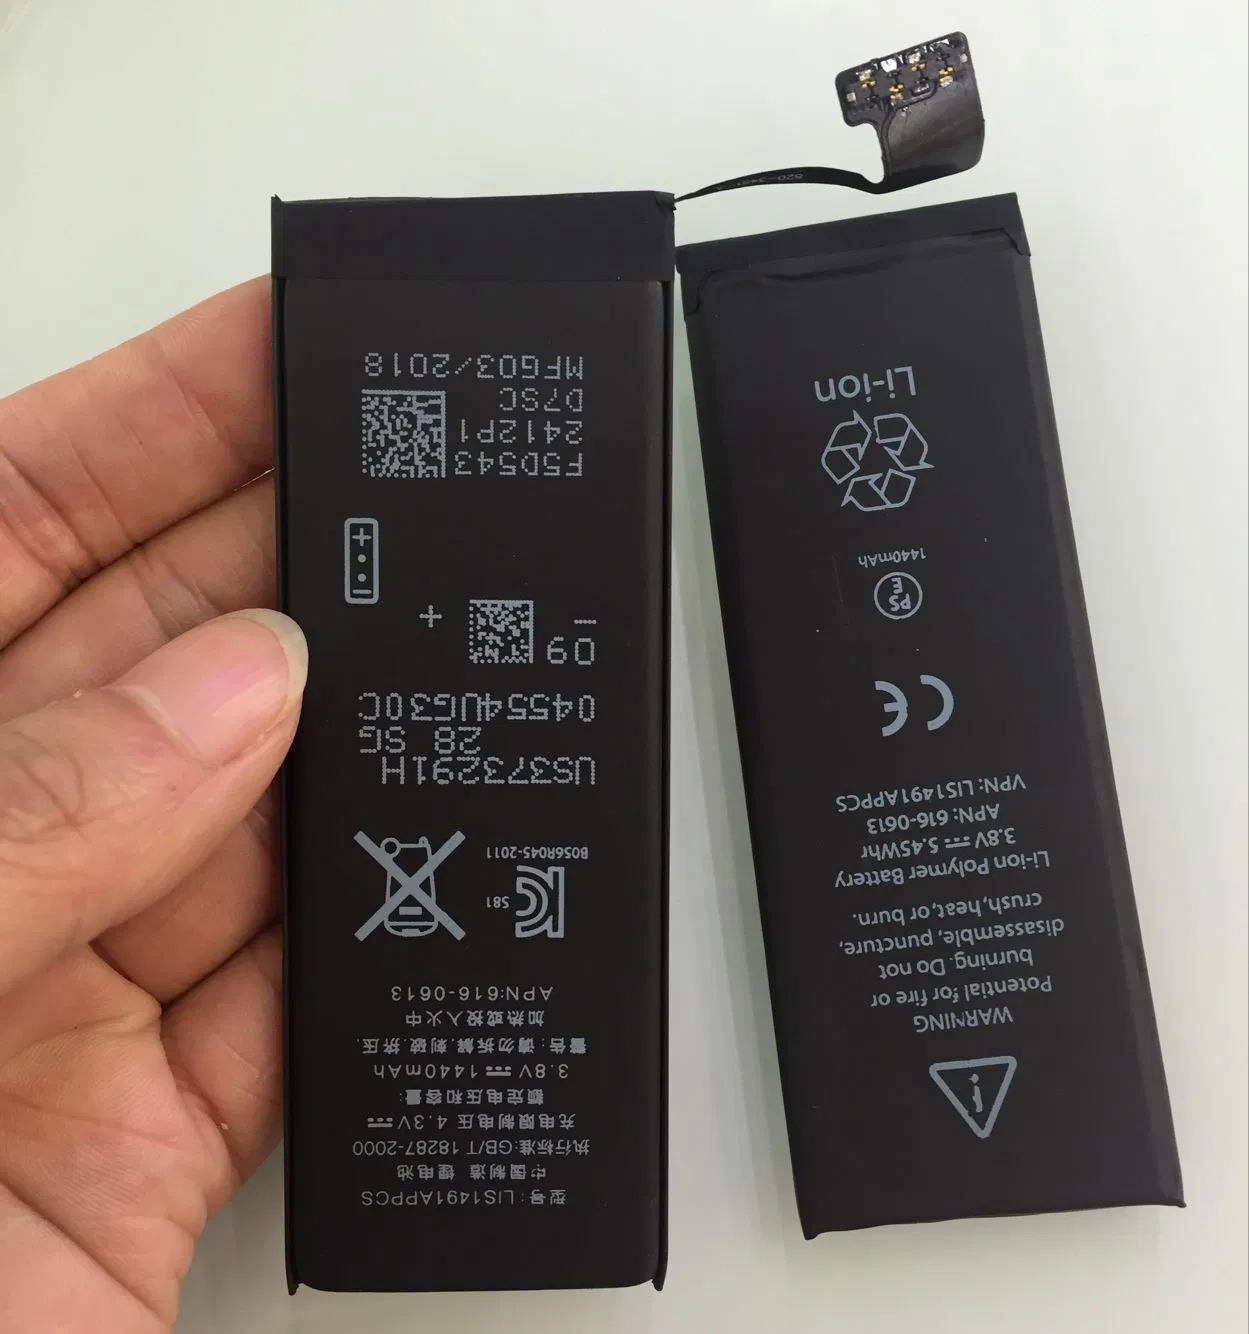 型号:LIS1491APPCS
中国制造 锂电池
执行标准:GB/T 18287-2000
充电限制电压 4.3V
额定电压和容量:
3.8V 1440mAh
警告:请勿拆解.刺破.挤压.
加热或投入火中
APN:616-0613
S81
B056R045-2011
US373291H
28 SG
04554UG30C
09
+
F5D543
2412P1
D7SC
MFG03/2018
WARNING
Potential for fire or
burning. Do not
disassemble, puncture,
crush, heat, or burn.
Li-ion Polymer Battery
3.8V 5.45Whr
APN: 616-0613
VPN: LIS1491APPCS
CE
PS
E
1440mAh
Li-ion